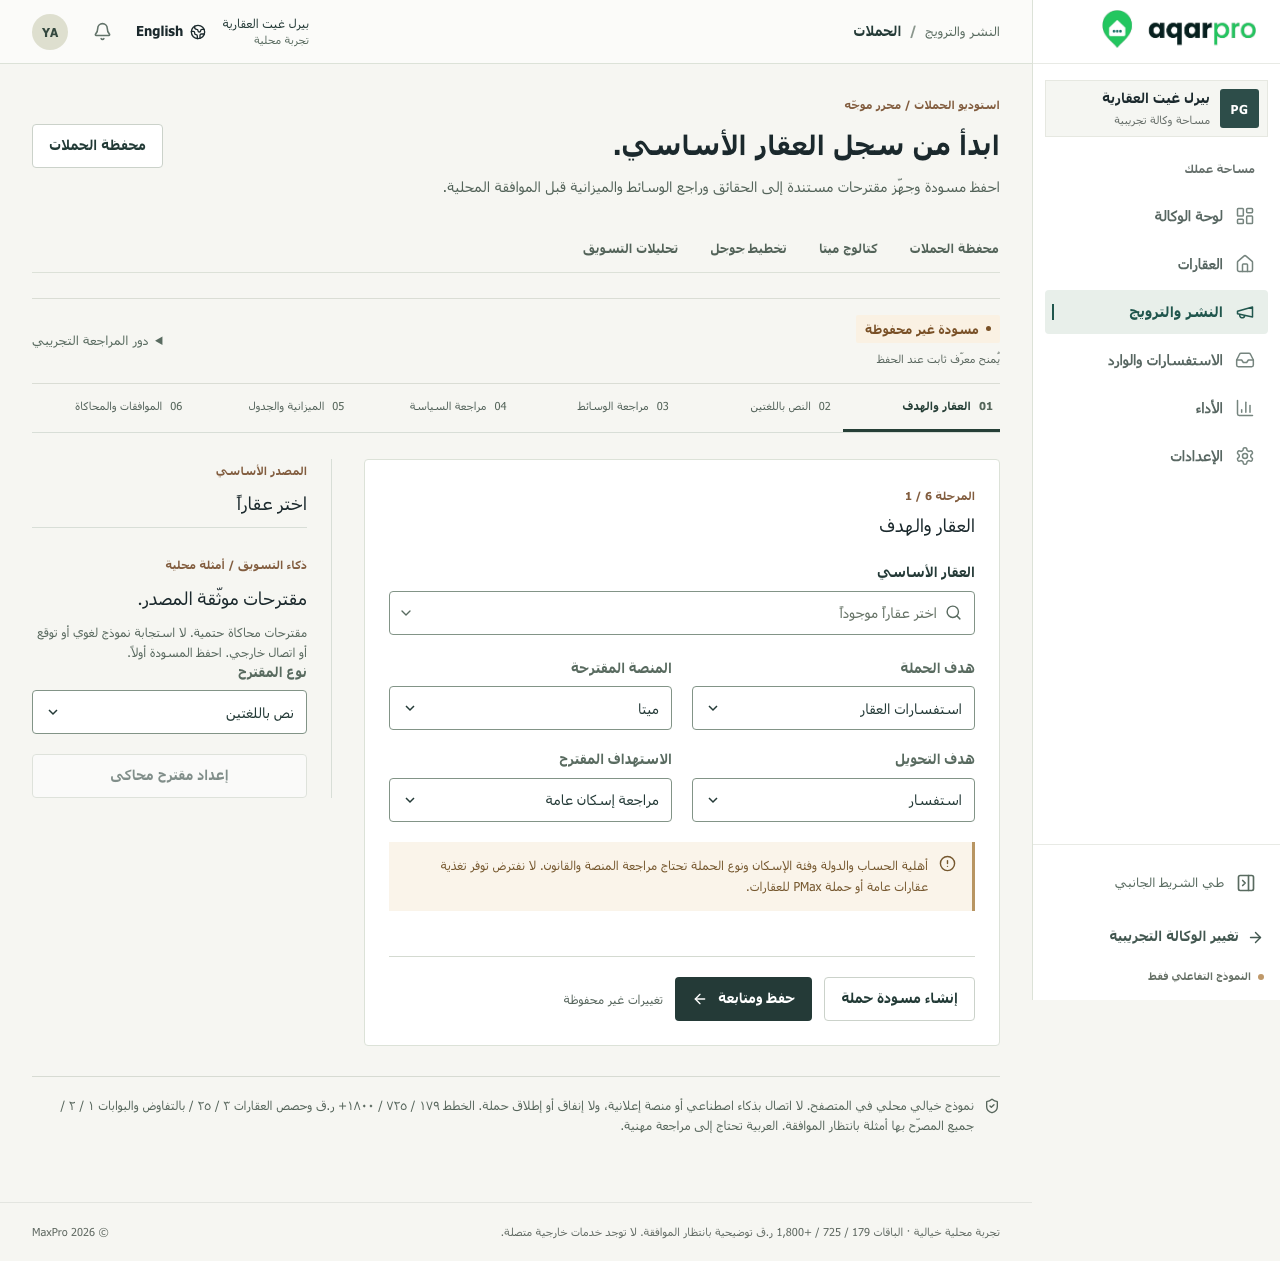 aqarpro
بيرل غيت العقارية
مساحة وكالة تجريبية
PG
مساحة عملك
لوحة الوكالة
العقارات
النشر والترويج
الاستفسارات والوارد
الأداء
الإعدادات
طي الشريط الجانبي
تغيير الوكالة التجريبية
النموذج التفاعلي فقط
النشر والترويج / الحملات
بيرل غيت العقارية
تجربة محلية
English
YA
استوديو الحملات / محرر موجّه
ابدأ من سجل العقار الأساسي.
احفظ مسودة وجهّز مقترحات مستندة إلى الحقائق وراجع الوسائط والميزانية قبل الموافقة المحلية.
محفظة الحملات
محفظة الحملات
كتالوج ميتا
تخطيط جوجل
تحليلات التسويق
مسودة غير محفوظة
يُمنح معرّف ثابت عند الحفظ
دور المراجعة التجريبي
01 العقار والهدف
02 النص باللغتين
03 مراجعة الوسائط
04 مراجعة السياسة
05 الميزانية والجدول
06 الموافقات والمحاكاة
المرحلة 6 / 1
العقار والهدف
العقار الأساسي
اختر عقاراً موجوداً
هدف الحملة
استفسارات العقار
المنصة المقترحة
ميتا
هدف التحويل
استفسار
الاستهداف المقترح
مراجعة إسكان عامة
أهلية الحساب والدولة وفئة الإسكان ونوع الحملة تحتاج مراجعة المنصة والقانون. لا نفترض توفر تغذية
عقارات عامة أو حملة PMax للعقارات.
إنشاء مسودة حملة
حفظ ومتابعة
تغييرات غير محفوظة
المصدر الأساسي
اختر عقاراً
ذكاء التسويق / أمثلة محلية
مقترحات موثّقة المصدر.
مقترحات محاكاة حتمية. لا استجابة نموذج لغوي أو توقع
أو اتصال خارجي. احفظ المسودة أولاً.
نوع المقترح
نص باللغتين
إعداد مقترح محاكى
نموذج خيالي محلي في المتصفح. لا اتصال بذكاء اصطناعي أو منصة إعلانية، ولا إنفاق أو إطلاق حملة. الخطط ١٧٩ / ٧٢٥ / ١٨٠٠+ ر.ق وحصص العقارات ٣ / ٢٥ / بالتفاوض والبوابات ١ / ٢ /
جميع المصرّح بها أمثلة بانتظار الموافقة. العربية تحتاج إلى مراجعة مهنية.
تجربة محلية خيالية · الباقات 179 / 725 / +1,800 ر.ق توضيحية بانتظار الموافقة. لا توجد خدمات خارجية متصلة.
© MaxPro 2026